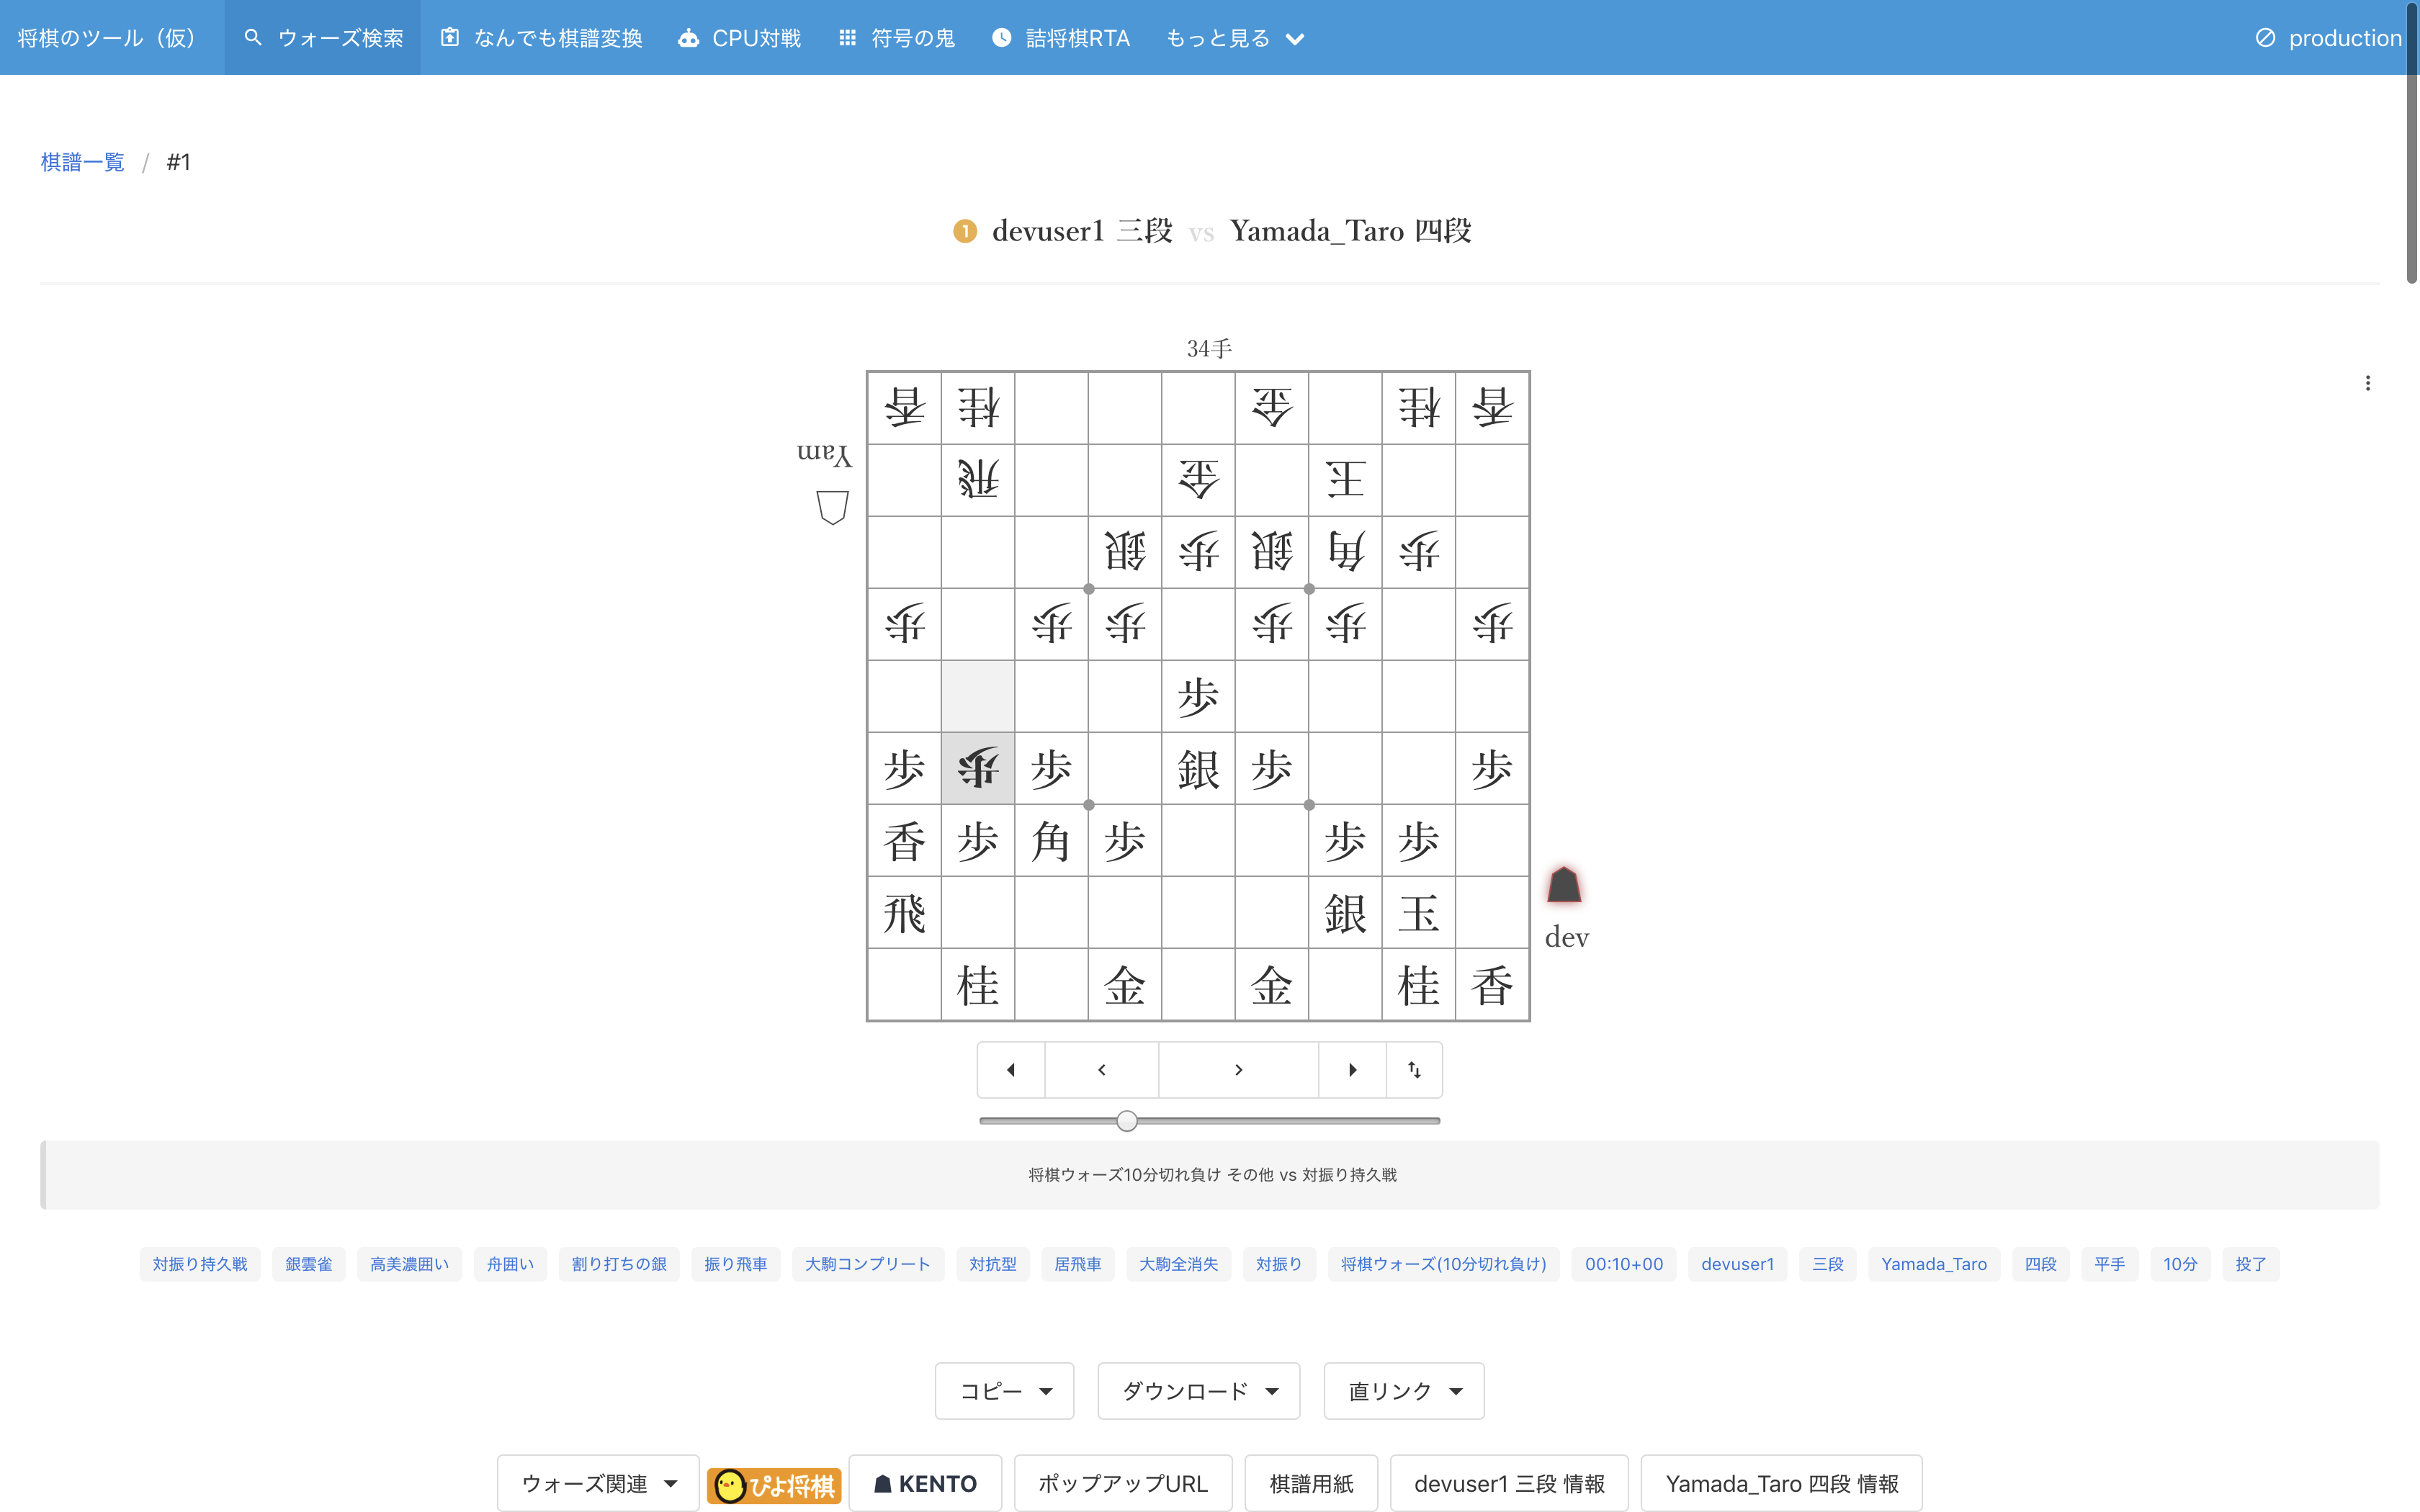 将棋のツール（仮） ウォーズ検索 なんでも棋譜変換 CPU対戦 符号の鬼 詰将棋RTA もっと見る production
棋譜一覧 / #1
1 devuser1 三段 vs Yamada_Taro 四段
34手
香 桂 金 桂 香
Yam
飛 金 王
銀 歩 銀 角 歩
歩 歩 歩 歩 歩 歩
歩
歩 歩 歩 銀 歩 歩
香 歩 角 歩 歩 歩
飛 銀 玉
dev
桂 金 金 桂 香
将棋ウォーズ10分切れ負け その他 vs 対振り持久戦
対振り持久戦 銀雲雀 高美濃囲い 舟囲い 割り打ちの銀 振り飛車 大駒コンプリート 対抗型 居飛車 大駒全消失 対振り 将棋ウォーズ(10分切れ負け) 00:10+00 devuser1 三段 Yamada_Taro 四段 平手 10分 投了
コピー ダウンロード 直リンク
ウォーズ関連 ぴよ将棋 KENTO ポップアップURL 棋譜用紙 devuser1 三段 情報 Yamada_Taro 四段 情報